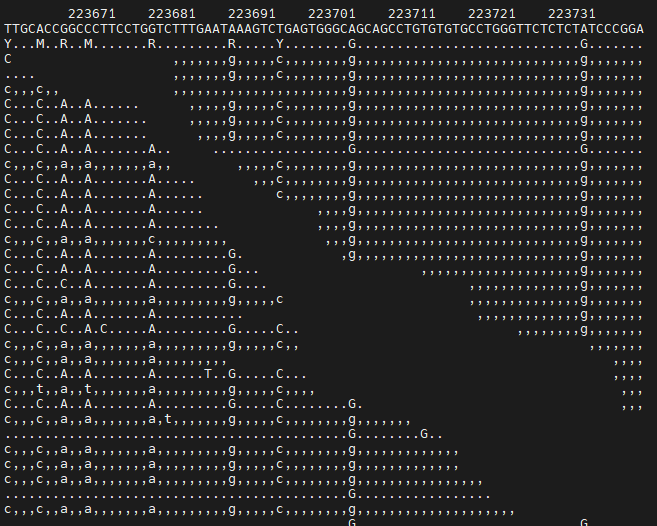 223671 223681 223691 223701 223711 223721 223731
TTGCACCGGCCCTTCCTGGTCTTTGAATAAAGTCTGAGTGGGCAGCAGCCTGTGTGTGCCTGGGTTCTCTCTATCCCGGA
Y...M..R..M.......R.........R.....Y........G............................G.......
C ,,,,,,,g,,,,,c,,,,,,,,g,,,,,,,,,,,,,,,,,,,,,,,,,,,,g,,,,,,,
.... ,,,,,,,g,,,,,c,,,,,,,,g,,,,,,,,,,,,,,,,,,,,,,,,,,,,g,,,,,,,
c,,,c,, ,,,,,,,g,,,,,,,,,,,,,,g,,,,,,,,,,,,,,,,,,,,,,,,,,,,g,,,,,,,
C...C..A..A...... ,,,,,g,,,,,c,,,,,,,,g,,,,,,,,,,,,,,,,,,,,,,,,,,,,g,,,,,,,
C...C..A..A....... ,,,,,g,,,,,c,,,,,,,,g,,,,,,,,,,,,,,,,,,,,,,,,,,,,g,,,,,,,
C...C..A..A....... ,,,,g,,,,,c,,,,,,,,g,,,,,,,,,,,,,,,,,,,,,,,,,,,,g,,,,,,,
C...C..A..A.......A.. .................G............................G.......
c,,,c,,a,,a,,,,,,,a,, ,,,,,c,,,,,,,,g,,,,,,,,,,,,,,,,,,,,,,,,,,,,g,,,,,,,
C...C..A..A.......A..... ,,,c,,,,,,,,g,,,,,,,,,,,,,,,,,,,,,,,,,,,,g,,,,,,,
C...C..A..A.......A...... c,,,,,,,,g,,,,,,,,,,,,,,,,,,,,,,,,,,,,g,,,,,,,
C...C..A..A.......A...... ,,,,g,,,,,,,,,,,,,,,,,,,,,,,,,,,,g,,,,,,,
C...C..A..A.......A........ ,,,,g,,,,,,,,,,,,,,,,,,,,,,,,,,,,g,,,,,,,
c,,,c,,a,,a,,,,,,,c,,,,,,,,, ,,,g,,,,,,,,,,,,,,,,,,,,,,,,,,,,g,,,,,,,
C...C..A..A.......A.........G. ,g,,,,,,,,,,,,,,,,,,,,,,,,,,,,g,,,,,,,
C...C..A..A.......A.........G... ,,,,,,,,,,,,,,,,,,,,g,,,,,,,
C...C..A..A.......A.........G.... ,,,,,,,,,,,,,,g,,,,,,,
c,,,c,,a,,a,,,,,,,a,,,,,,,,,g,,,,,c ,,,,,,,,,,,,,,g,,,,,,,
C...C..A..A.......A........... ,,,,,,,,,,,,,g,,,,,,,
C...C..C..A.C.....A.........G.....C.. ,,,,,,,,g,,,,,,,
c,,,c,,a,,a,,,,,,,a,,,,,,,,,g,,,,,c,, ,,,,,,,
c,,,c,,a,,a,,,,,,,a,,,,,,,,, ,,,,
C...C..A..A.......A......T..G.....C... ,,,,
c,,,t,,a,,t,,,,,,,a,,,,,,,,,g,,,,,c,,,, ,,,
C...C..A..A.......A.........G.....C........G. ,,,
c,,,c,,a,,a,,,,,,,a,t,,,,,,,g,,,,,c,,,,,,,,g,,,,,,,
...........................................G........G..
c,,,c,,a,,a,,,,,,,a,,,,,,,,,g,,,,,c,,,,,,,,g,,,,,,,,,,,,,
c,,,c,,a,,a,,,,,,,a,,,,,,,,,g,,,,,c,,,,,,,,g,,,,,,,,,,,,,
c,,,c,,a,,a,,,,,,,a,,,,,,,,,g,,,,,c,,,,,,,,g,,,,,,,,,,,,,,,,
...........................................G.................
c,,,c,,a,,a,,,,,,,a,,,,,,,,,g,,,,,c,,,,,,,,g,,,,,,,,,,,,,,,,,,,,